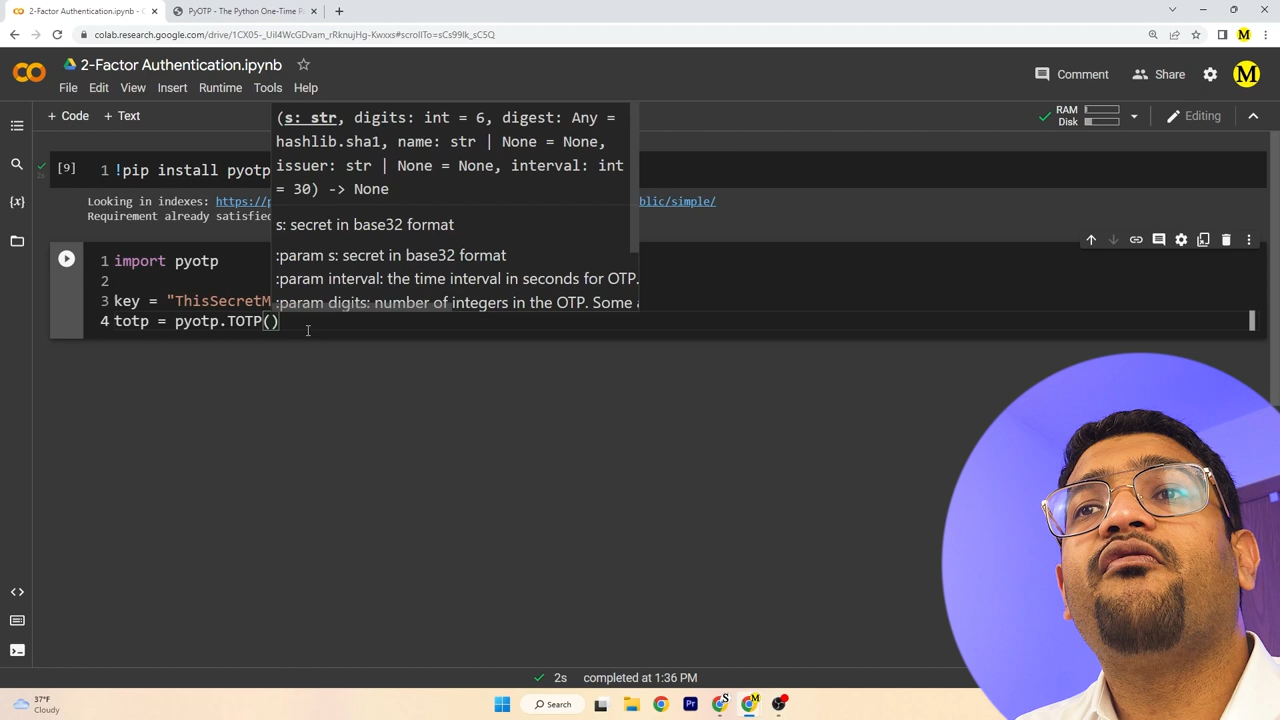 2-Factor Authentication.ipynb - C
PyOTP - The Python One-Time P
colab.research.google.com/drive/1CX05-_Uil4WcGDvam_rRknujHg-Kwxxs#scrollTo=sCs99lk_sC5Q
M
CO
2-Factor Authentication.ipynb
File Edit View Insert Runtime Tools Help
Comment
Share
M
+ Code + Text
RAM
Disk
Editing
(s: str, digits: int = 6, digest: Any =
hashlib.sha1, name: str | None = None,
issuer: str | None = None, interval: int
= 30) -> None
s: secret in base32 format
:param s: secret in base32 format
:param interval: the time interval in seconds for OTP.
:param digits: number of integers in the OTP. Some
[9]
2s
1 !pip install pyotp
Looking in indexes: https://p
blic/simple/
Requirement already satisfied
1 import pyotp
2
3 key = "ThisSecretM
4 totp = pyotp.TOTP()
{x}
2s completed at 1:36 PM
37°F
Cloudy
Search
Pr
S
M